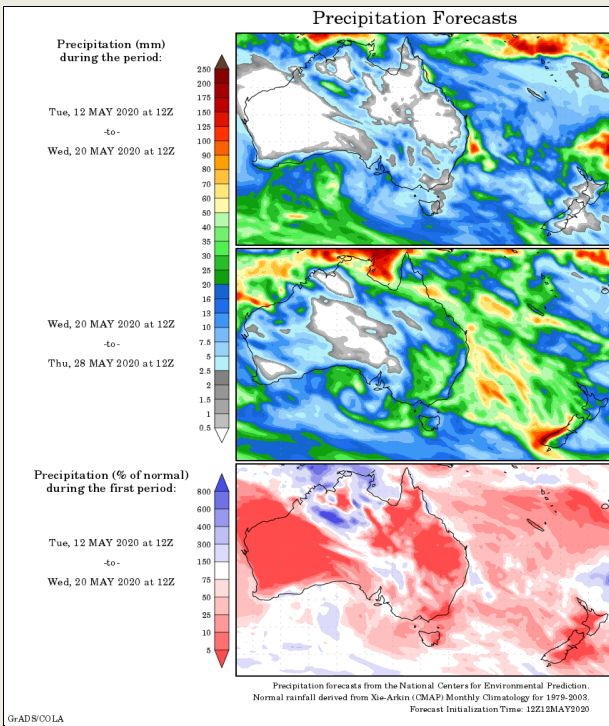 Precipitation Forecasts
Precipitation (mm)
during the period:
Tue, 12 MAY 2020 at 12Z
-to-
Wed, 20 MAY 2020 at 12Z
250
200
175
150
125
100
90
80
70
60
50
40
35
30
25
20
16
13
10
7.5
5
2.5
2
1.5
1
0.5
Wed, 20 MAY 2020 at 12Z
-to-
Thu, 28 MAY 2020 at 12Z
Precipitation (% of normal)
during the first period:
Tue, 12 MAY 2020 at 12Z
-to-
Wed, 20 MAY 2020 at 12Z
800
600
400
300
150
75
50
25
10
5
Precipitation forecasts from the National Centers for Environmental Prediction.
Normal rainfall derived from Xie-Arkin (CMAP) Monthly Climatology for 1979-2003.
Forecast Initialization Time: 12Z12MAY2020
GrADS/COLA